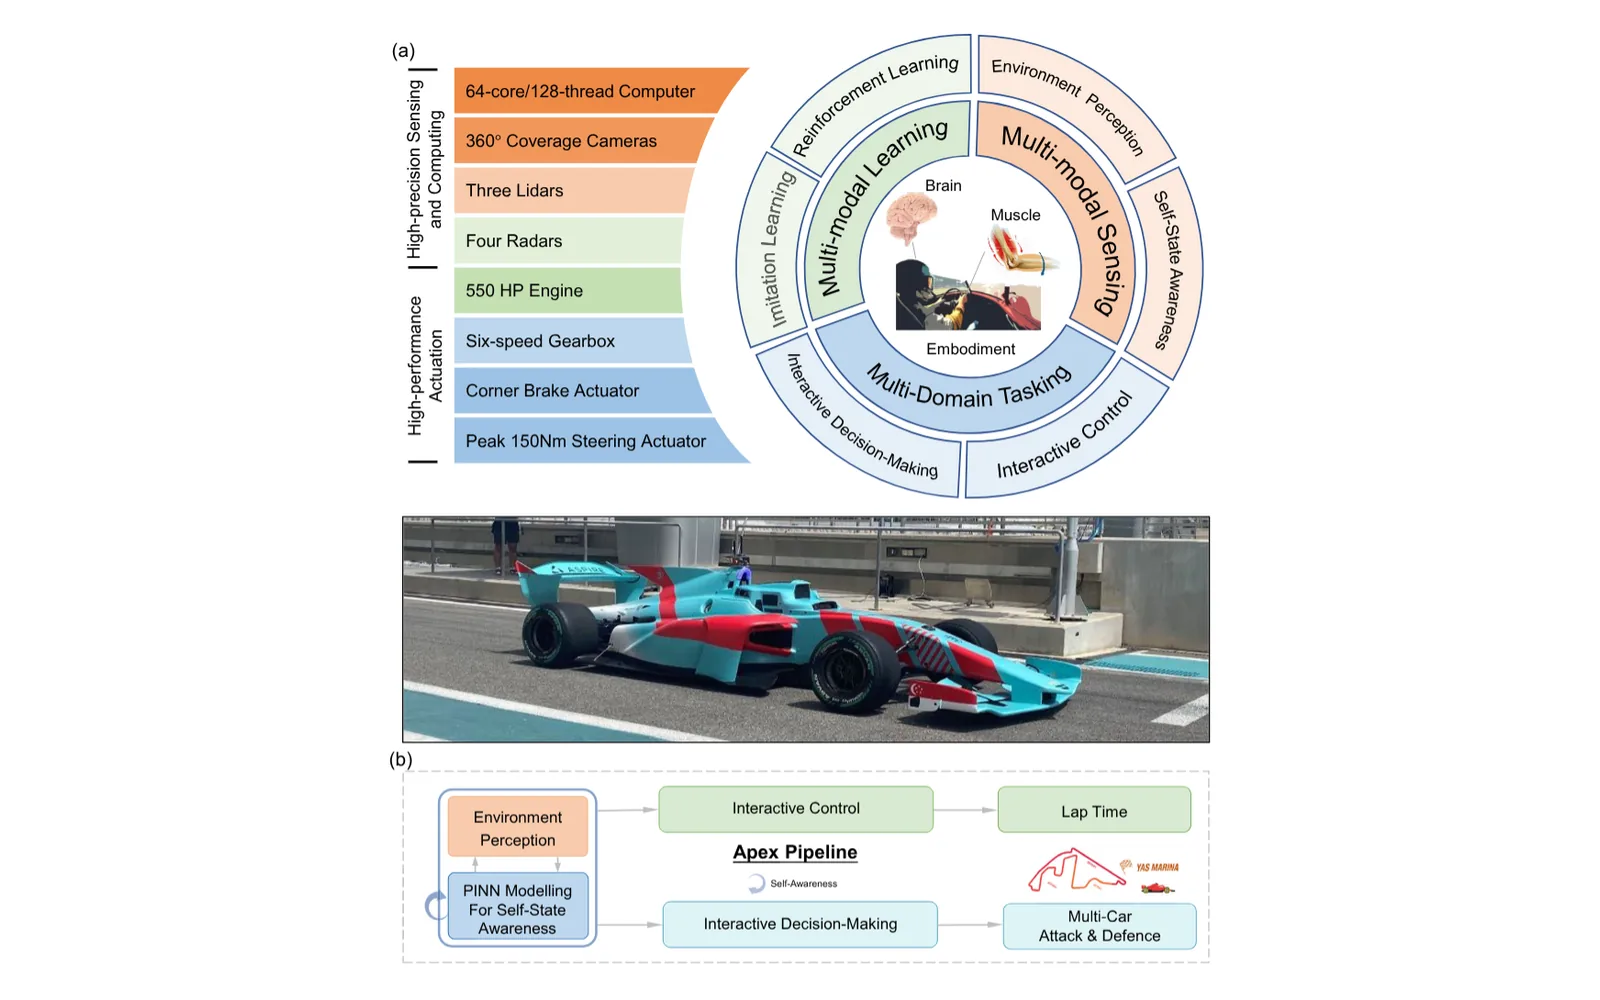 (a)
High-precision Sensing
and Computing
High-performance
Actuation
64-core/128-thread Computer
360° Coverage Cameras
Three Lidars
Four Radars
550 HP Engine
Six-speed Gearbox
Corner Brake Actuator
Peak 150Nm Steering Actuator
Reinforcement Learning
Environment Perception
Imitation Learning
Multi-modal Learning
Multi-modal Sensing
Self-State Awareness
Brain
Muscle
Embodiment
Multi-Domain Tasking
Interactive Decision-Making
Interactive Control
ASPIRE
(b)
Environment
Perception
PINN Modelling
For Self-State
Awareness
Interactive Control
Lap Time
Apex Pipeline
Self-Awareness
YAS MARINA
Interactive Decision-Making
Multi-Car
Attack & Defence